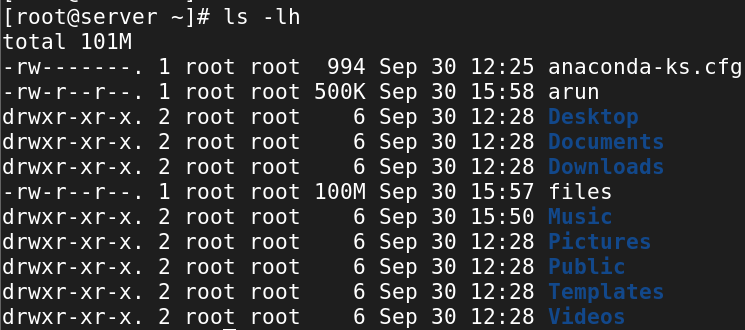 [root@server ~]# ls -lh
total 101M
-rw-------. 1 root root  994 Sep 30 12:25 anaconda-ks.cfg
-rw-r--r--. 1 root root 500K Sep 30 15:58 arun
drwxr-xr-x. 2 root root    6 Sep 30 12:28 Desktop
drwxr-xr-x. 2 root root    6 Sep 30 12:28 Documents
drwxr-xr-x. 2 root root    6 Sep 30 12:28 Downloads
-rw-r--r--. 1 root root 100M Sep 30 15:57 files
drwxr-xr-x. 2 root root    6 Sep 30 15:50 Music
drwxr-xr-x. 2 root root    6 Sep 30 12:28 Pictures
drwxr-xr-x. 2 root root    6 Sep 30 12:28 Public
drwxr-xr-x. 2 root root    6 Sep 30 12:28 Templates
drwxr-xr-x. 2 root root    6 Sep 30 12:28 Videos